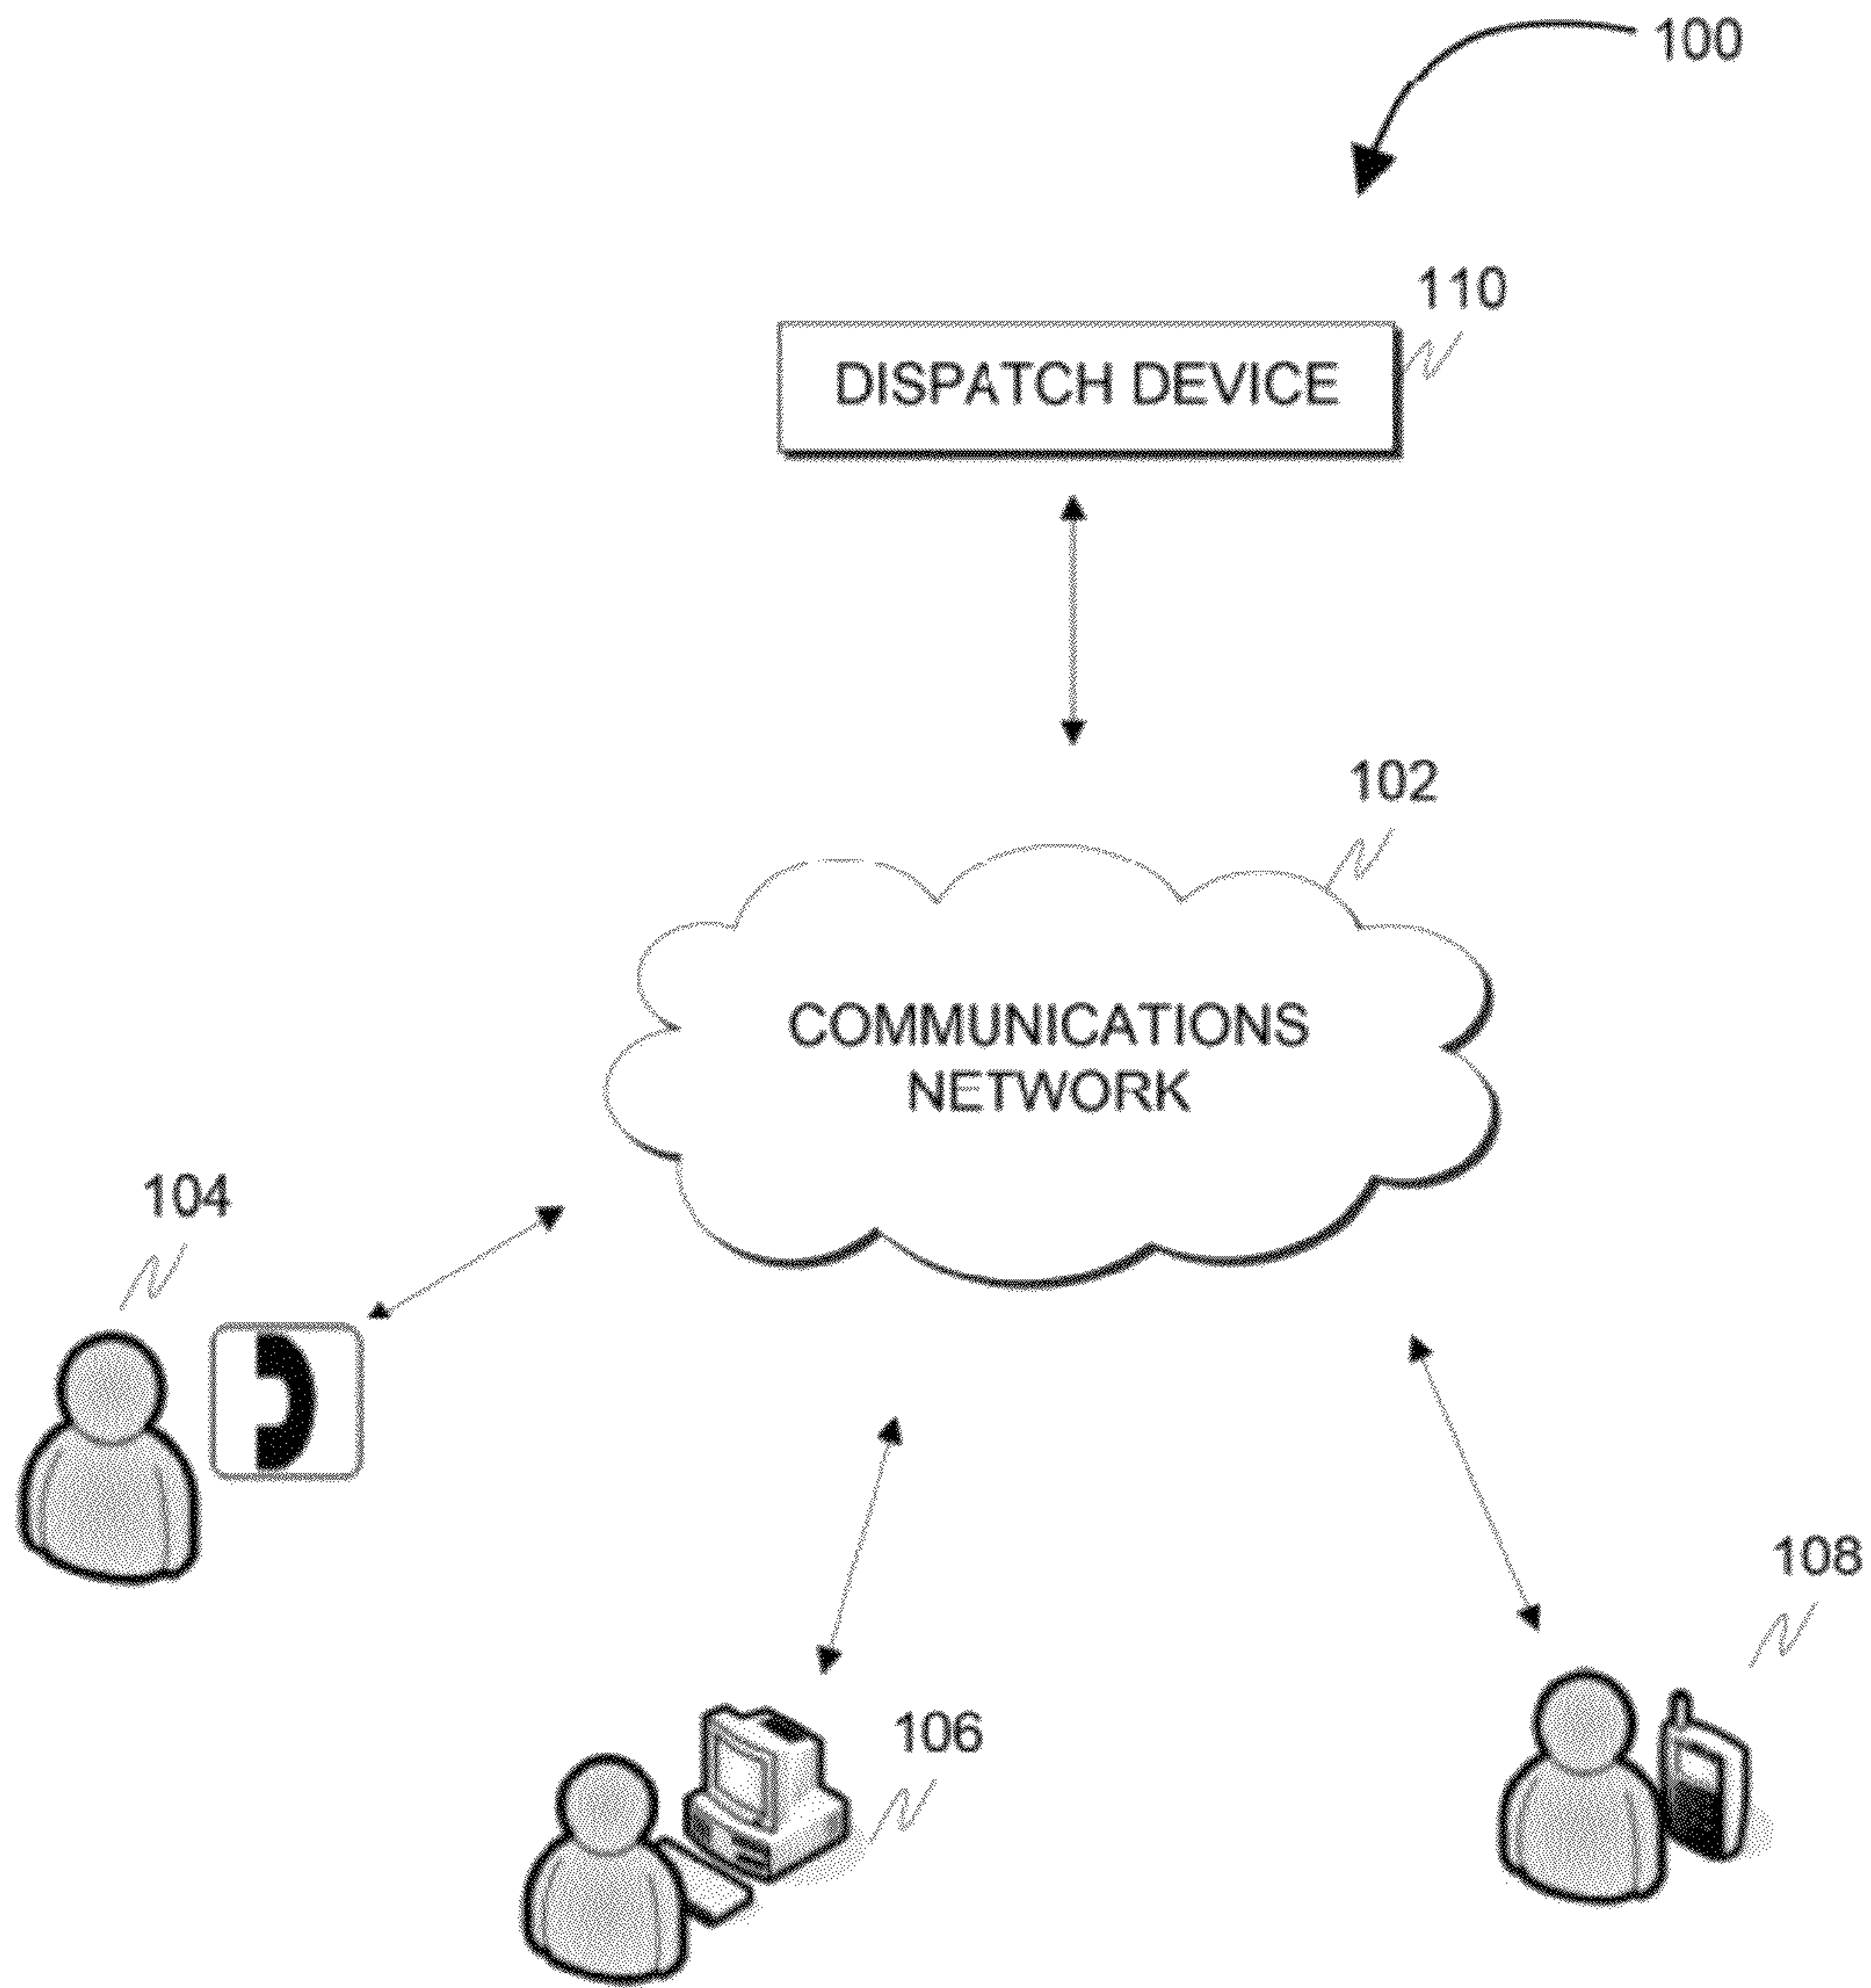 100
110
DISPATCH DEVICE
102
COMMUNICATIONS
NETWORK
104
108
106